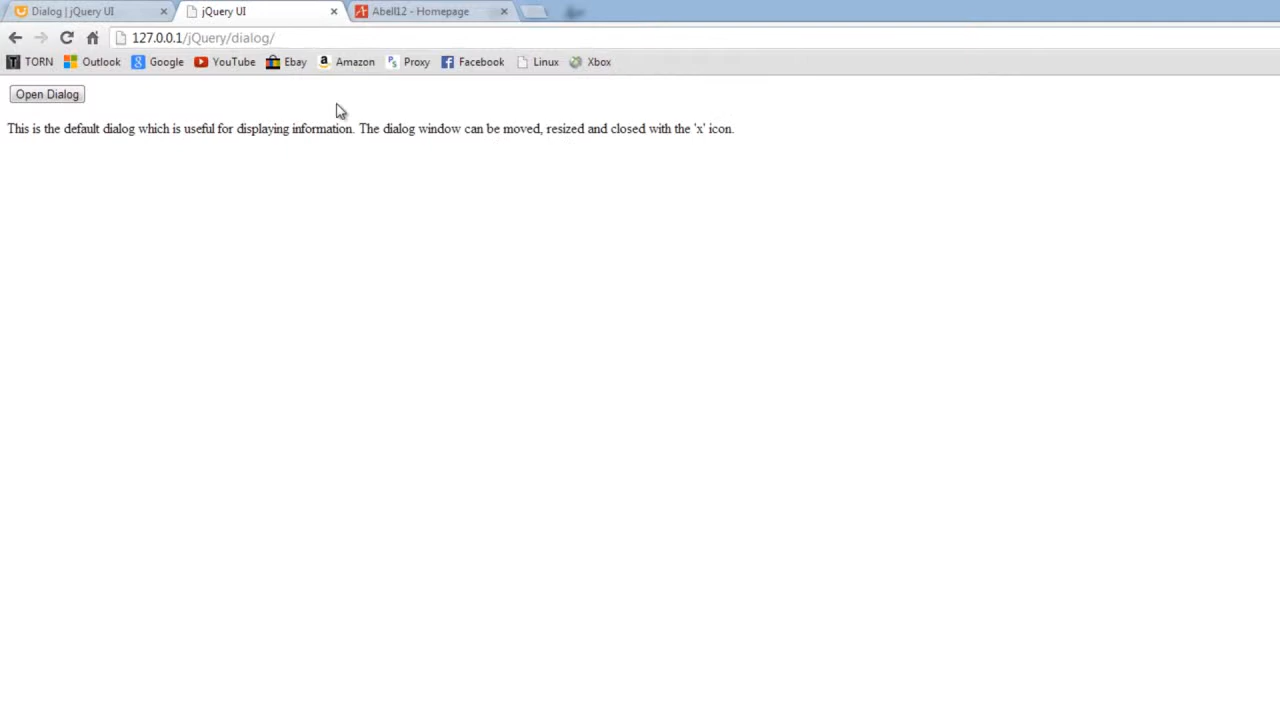 Dialog | jQuery UI
jQuery UI
Abell12 - Homepage
127.0.0.1/jQuery/dialog/
TORN Outlook Google YouTube Ebay Amazon Proxy Facebook Linux Xbox
Open Dialog
This is the default dialog which is useful for displaying information. The dialog window can be moved, resized and closed with the 'x' icon.